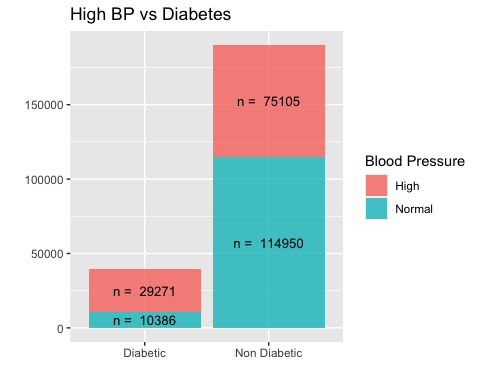 High BP vs Diabetes
150000
100000
50000
0
n =  75105
n =  114950
n =  29271
n =  10386
Diabetic
Non Diabetic
Blood Pressure
High
Normal